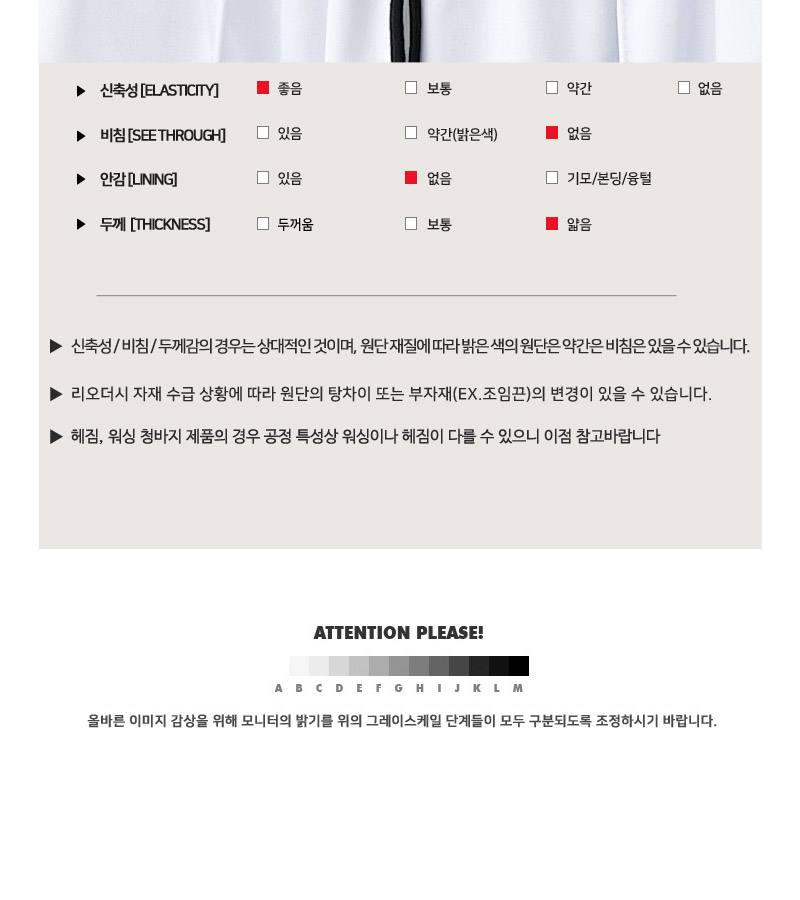 ▶ 신축성 [ELASTICITY] 좋음 보통 약간 없음
▶ 비침 [SEE THROUGH] 있음 약간(밝은색) 없음
▶ 안감 [LINING] 있음 없음 기모/본딩/융털
▶ 두께 [THICKNESS] 두꺼움 보통 얇음
▶ 신축성 / 비침 / 두께감의 경우는 상대적인 것이며, 원단 재질에 따라 밝은 색의 원단은 약간은 비침은 있을 수 있습니다.
▶ 리오더시 자재 수급 상황에 따라 원단의 탕차이 또는 부자재(EX.조임끈)의 변경이 있을 수 있습니다.
▶ 헤짐, 워싱 청바지 제품의 경우 공정 특성상 워싱이나 헤짐이 다를 수 있으니 이점 참고바랍니다
ATTENTION PLEASE!
A B C D E F G H I J K L M
올바른 이미지 감상을 위해 모니터의 밝기를 위의 그레이스케일 단계들이 모두 구분되도록 조정하시기 바랍니다.